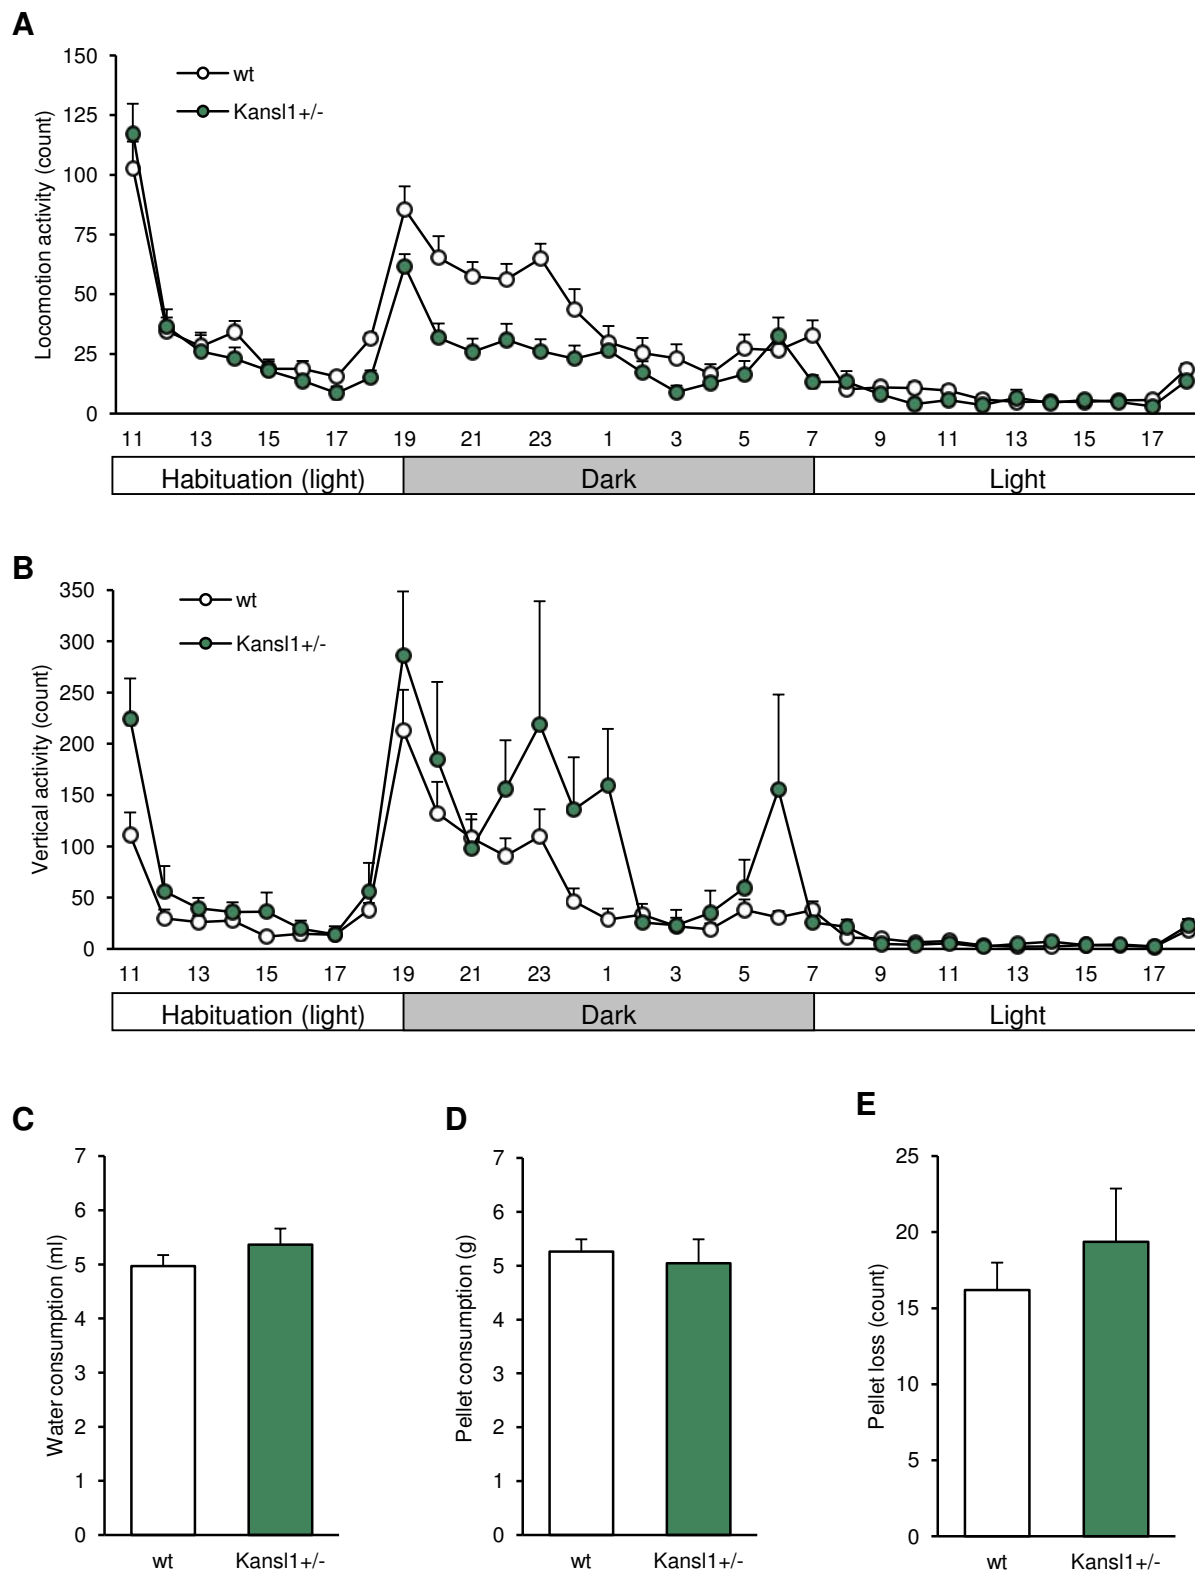 A
150
125
100
75
50
25
0
Locomotion activity (count)
wt
Kansl1+/-
11 13 15 17 19 21 23 1 3 5 7 9 11 13 15 17
Habituation (light) Dark Light
B
350
300
250
200
150
100
50
0
Vertical activity (count)
wt
Kansl1+/-
11 13 15 17 19 21 23 1 3 5 7 9 11 13 15 17
Habituation (light) Dark Light
C
7
6
5
4
3
2
1
0
Water consumption (ml)
wt Kansl1+/-
D
7
6
5
4
3
2
1
0
Pellet consumption (g)
wt Kansl1+/-
E
25
20
15
10
5
0
Pellet loss (count)
wt Kansl1+/-